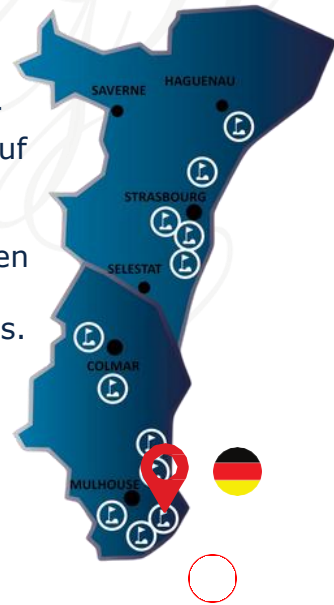 HAGUENAU
SAVERNE
uf
STRASBOURG
en
SELESTAT
s.
COLMAR
MULHOUSE